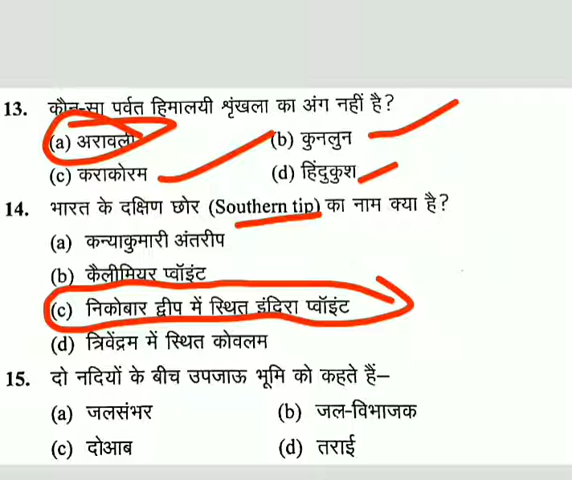 13. कौन-सा पर्वत हिमालयी शृंखला का अंग नहीं है?
(a) अरावली (b) कुनलुन
(c) काराकोरम (d) हिंदुकुश
14. भारत के दक्षिण छोर (Southern tip) का नाम क्या है?
(a) कन्याकुमारी अंतरीप
(b) कैलीमियर प्वॉइंट
(c) निकोबार द्वीप में स्थित इंदिरा प्वॉइंट
(d) त्रिवेंद्रम में स्थित कोवलम
15. दो नदियों के बीच उपजाऊ भूमि को कहते हैं–
(a) जलसंभर (b) जल-विभाजक
(c) दोआब (d) तराई